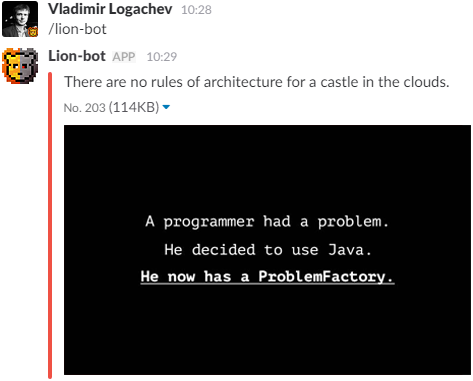 Vladimir Logachev 10:28
/lion-bot
Lion-bot APP 10:29
There are no rules of architecture for a castle in the clouds.
No. 203 (114KB)
A programmer had a problem.
He decided to use Java.
He now has a ProblemFactory.